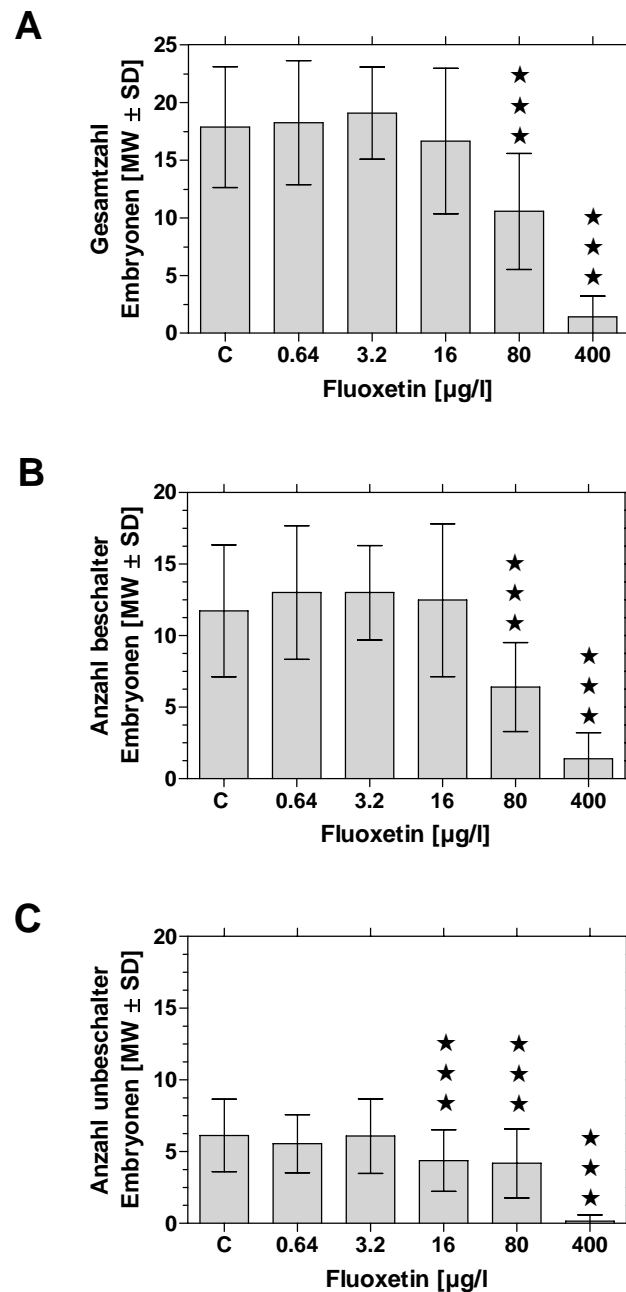 A
Gesamtzahl
Embryonen [MW ± SD]
25
20
15
10
5
0
★
★
★
★
★
★
C 0.64 3.2 16 80 400
Fluoxetin [µg/l]
B
Anzahl beschalter
Embryonen [MW ± SD]
20
15
10
5
0
★
★
★
★
★
★
C 0.64 3.2 16 80 400
Fluoxetin [µg/l]
C
Anzahl unbeschalter
Embryonen [MW ± SD]
20
15
10
5
0
★ ★
★ ★
★ ★
★
★
★
C 0.64 3.2 16 80 400
Fluoxetin [µg/l